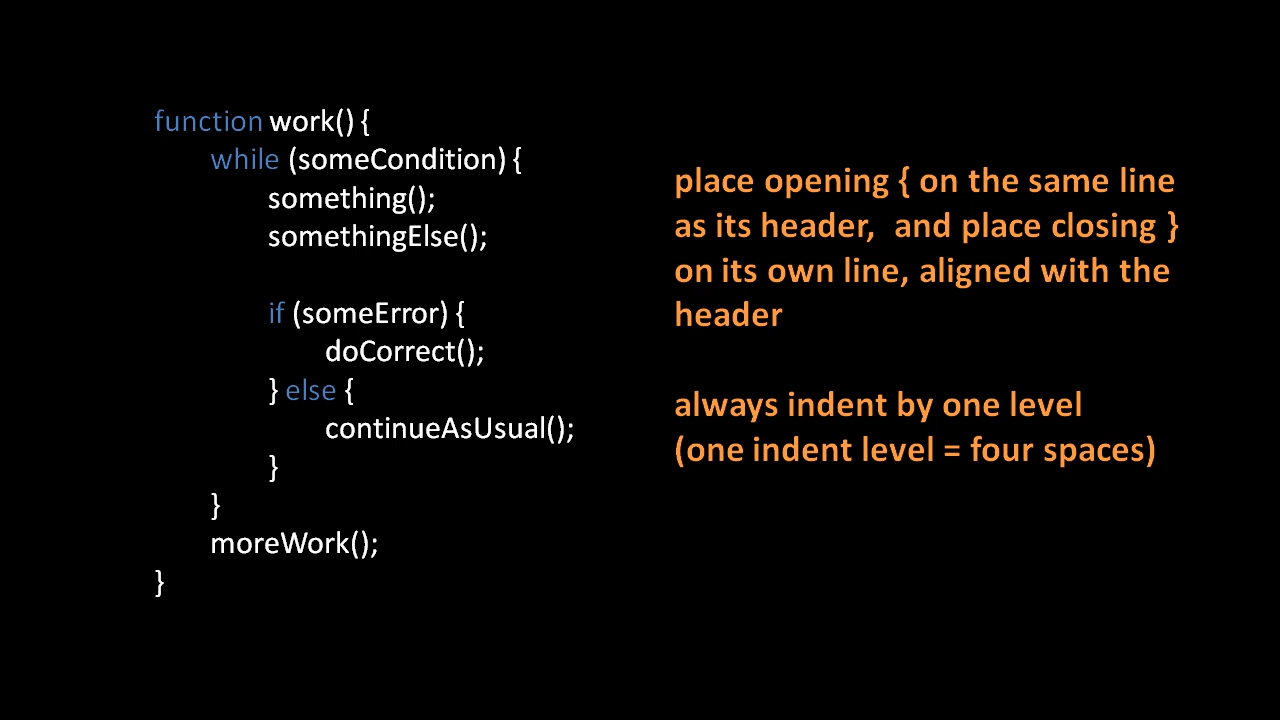 function work() {
    while (someCondition) {
        something();
        somethingElse();

        if (someError) {
            doCorrect();
        } else {
            continueAsUsual();
        }
    }
    moreWork();
}
place opening { on the same line
as its header,  and place closing }
on its own line, aligned with the
header
always indent by one level
(one indent level = four spaces)